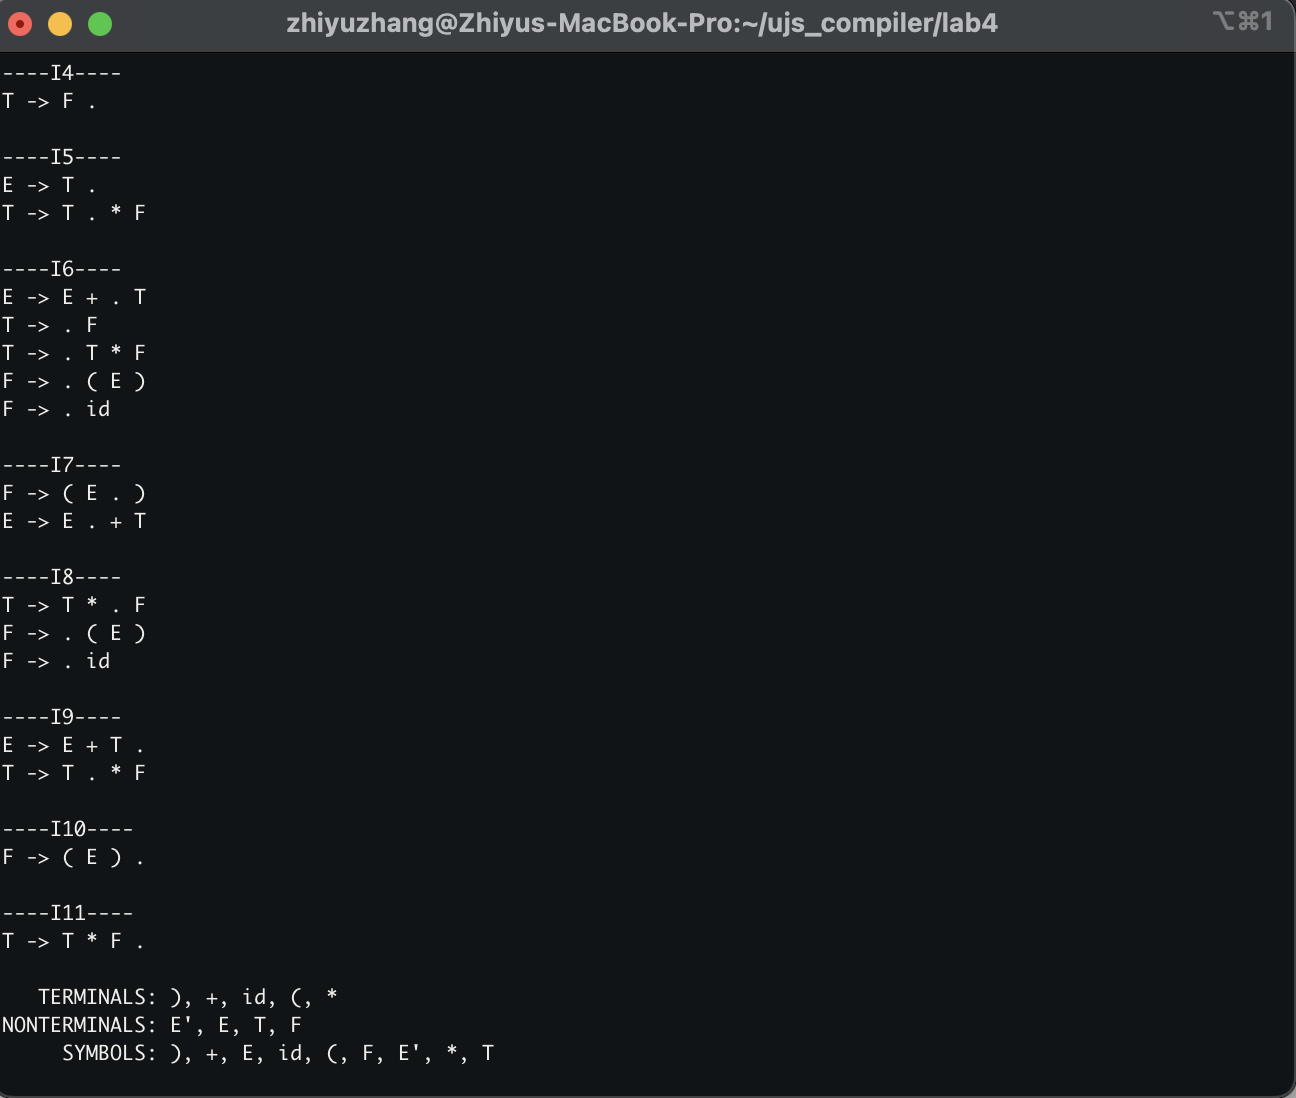 zhiyuzhang@Zhiyus-MacBook-Pro:~/ujs_compiler/lab4 ⌥⌘1
----I4----
T -> F .
----I5----
E -> T .
T -> T . * F
----I6----
E -> E + . T
T -> . F
T -> . T * F
F -> . ( E )
F -> . id
----I7----
F -> ( E . )
E -> E . + T
----I8----
T -> T * . F
F -> . ( E )
F -> . id
----I9----
E -> E + T .
T -> T . * F
----I10----
F -> ( E ) .
----I11----
T -> T * F .
TERMINALS: ), +, id, (, *
NONTERMINALS: E', E, T, F
SYMBOLS: ), +, E, id, (, F, E', *, T